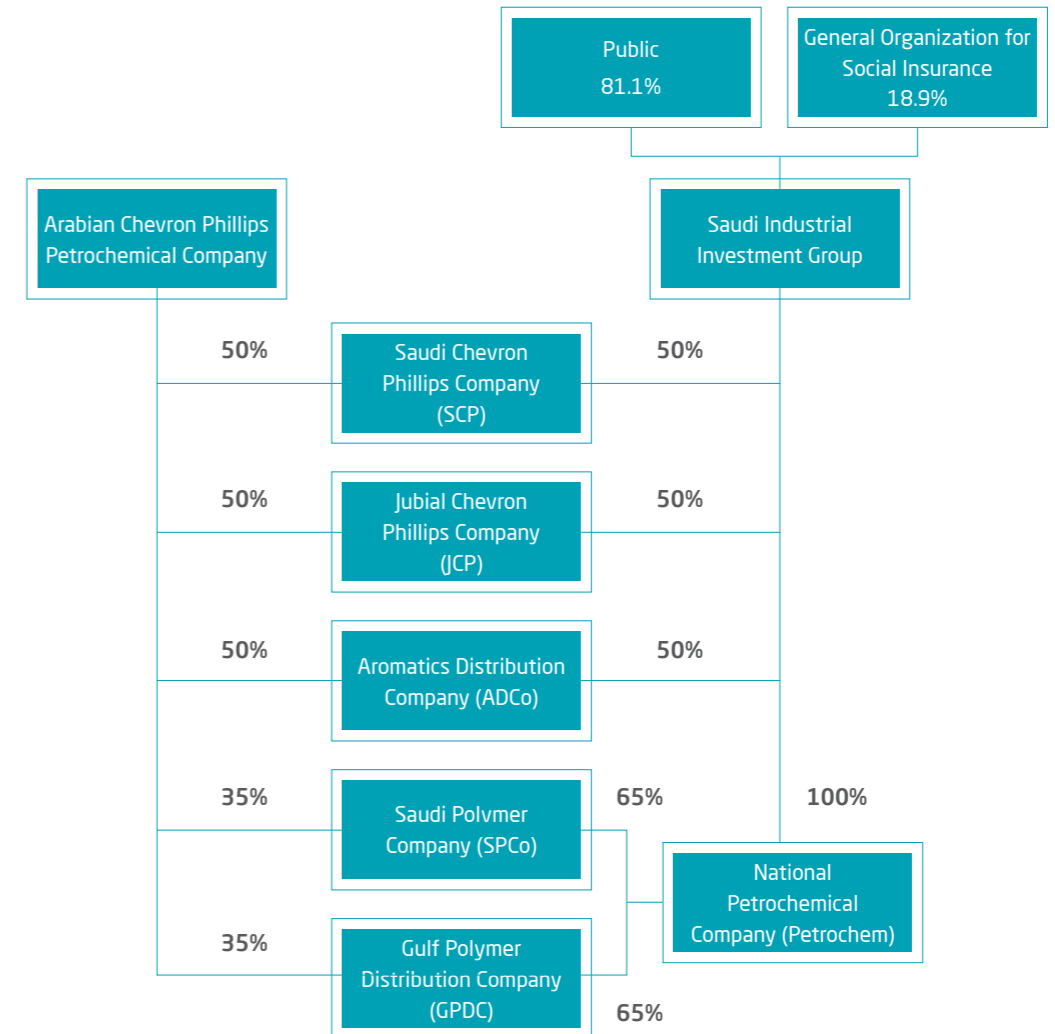 Public
81.1%
General Organization for
Social Insurance
18.9%
Arabian Chevron Phillips
Petrochemical Company
Saudi Industrial
Investment Group
50%
Saudi Chevron
Phillips Company
(SCP)
50%
50%
Jubial Chevron
Phillips Company
(JCP)
50%
50%
Aromatics Distribution
Company (ADCo)
50%
35%
Saudi Polvmer
Company (SPCo)
65%
100%
National
Petrochemical
Company (Petrochem)
35%
Gulf Polymer
Distribution Company
(GPDC)
65%